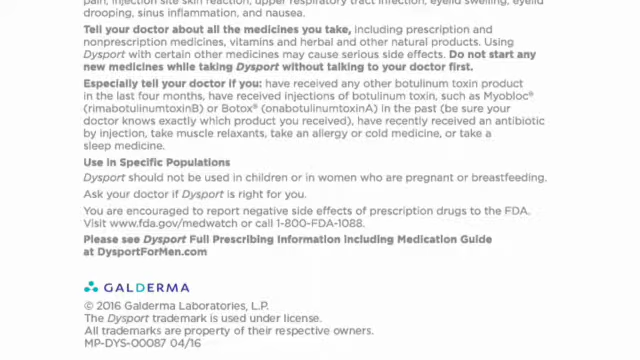 pain, injection site skin reaction, upper respiratory tract infection, eyelid swelling, eyelid
drooping, sinus inflammation, and nausea.
Tell your doctor about all the medicines you take, including prescription and
nonprescription medicines, vitamins and herbal and other natural products. Using
Dysport with certain other medicines may cause serious side effects. Do not start any
new medicines while taking Dysport without talking to your doctor first.
Especially tell your doctor if you: have received any other botulinum toxin product
in the last four months, have received injections of botulinum toxin, such as Myobloc®
(rimabotulinumtoxinB) or Botox® (onabotulinumtoxinA) in the past (be sure your
doctor knows exactly which product you received), have recently received an antibiotic
by injection, take muscle relaxants, take an allergy or cold medicine, or take a
sleep medicine.
Use in Specific Populations
Dysport should not be used in children or in women who are pregnant or breastfeeding.
Ask your doctor if Dysport is right for you.
You are encouraged to report negative side effects of prescription drugs to the FDA.
Visit www.fda.gov/medwatch or call 1-800-FDA-1088.
Please see Dysport Full Prescribing Information including Medication Guide
at DysportForMen.com
GALDERMA
© 2016 Galderma Laboratories, L.P.
The Dysport trademark is used under license.
All trademarks are property of their respective owners.
MP-DYS-00087 04/16